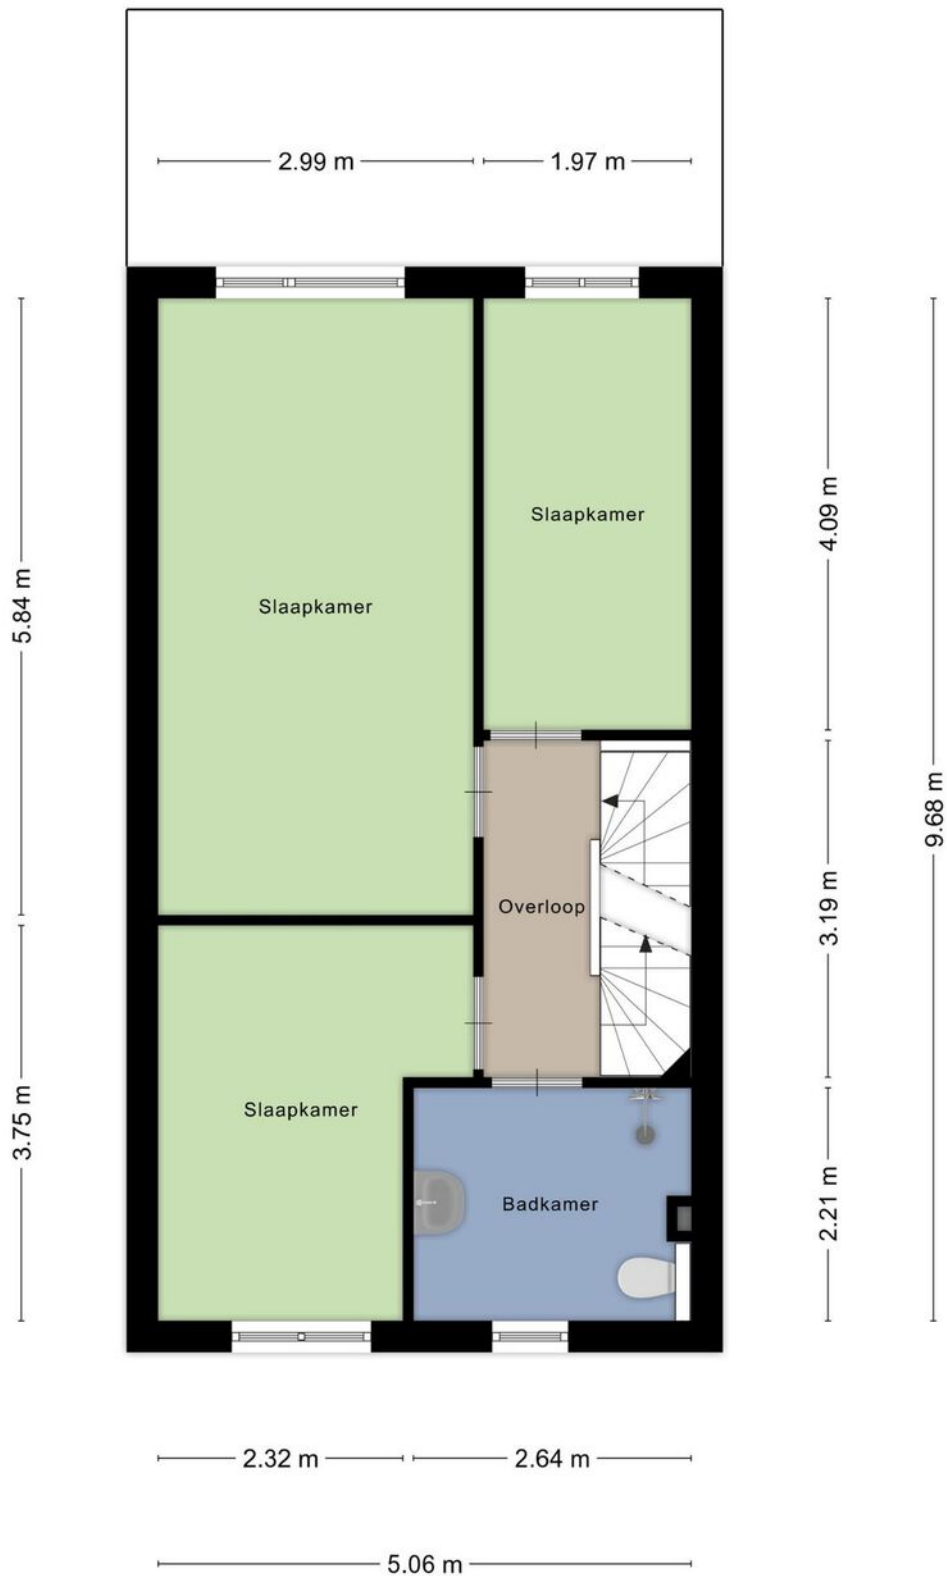 2.99 m
1.97 m
Slaapkamer
4.09 m
5.84 m
Slaapkamer
9.68 m
Overloop
3.19 m
Slaapkamer
3.75 m
Badkamer
2.21 m
2.32 m
2.64 m
5.06 m